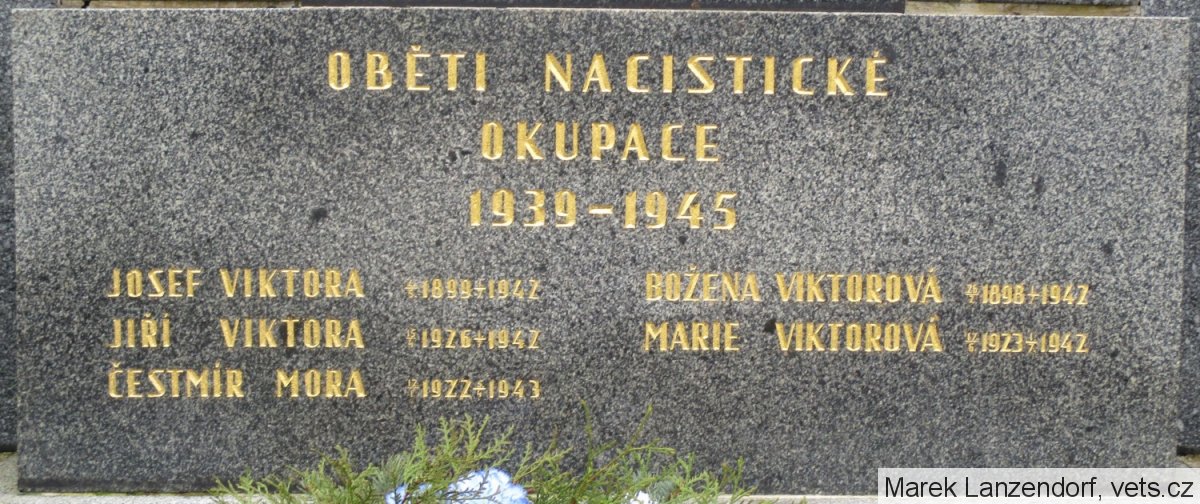 OBĚTI NACISTICKÉ
OKUPACE
1939-1945
JOSEF VIKTORA 1899 1942
JIŘÍ VIKTORA 1926 1942
ČESTMÍR MORA 1922 1943
BOŽENA VIKTOROVÁ 1898 1942
MARIE VIKTOROVÁ 1923 1942
Marek Lanzendorf, vets.cz